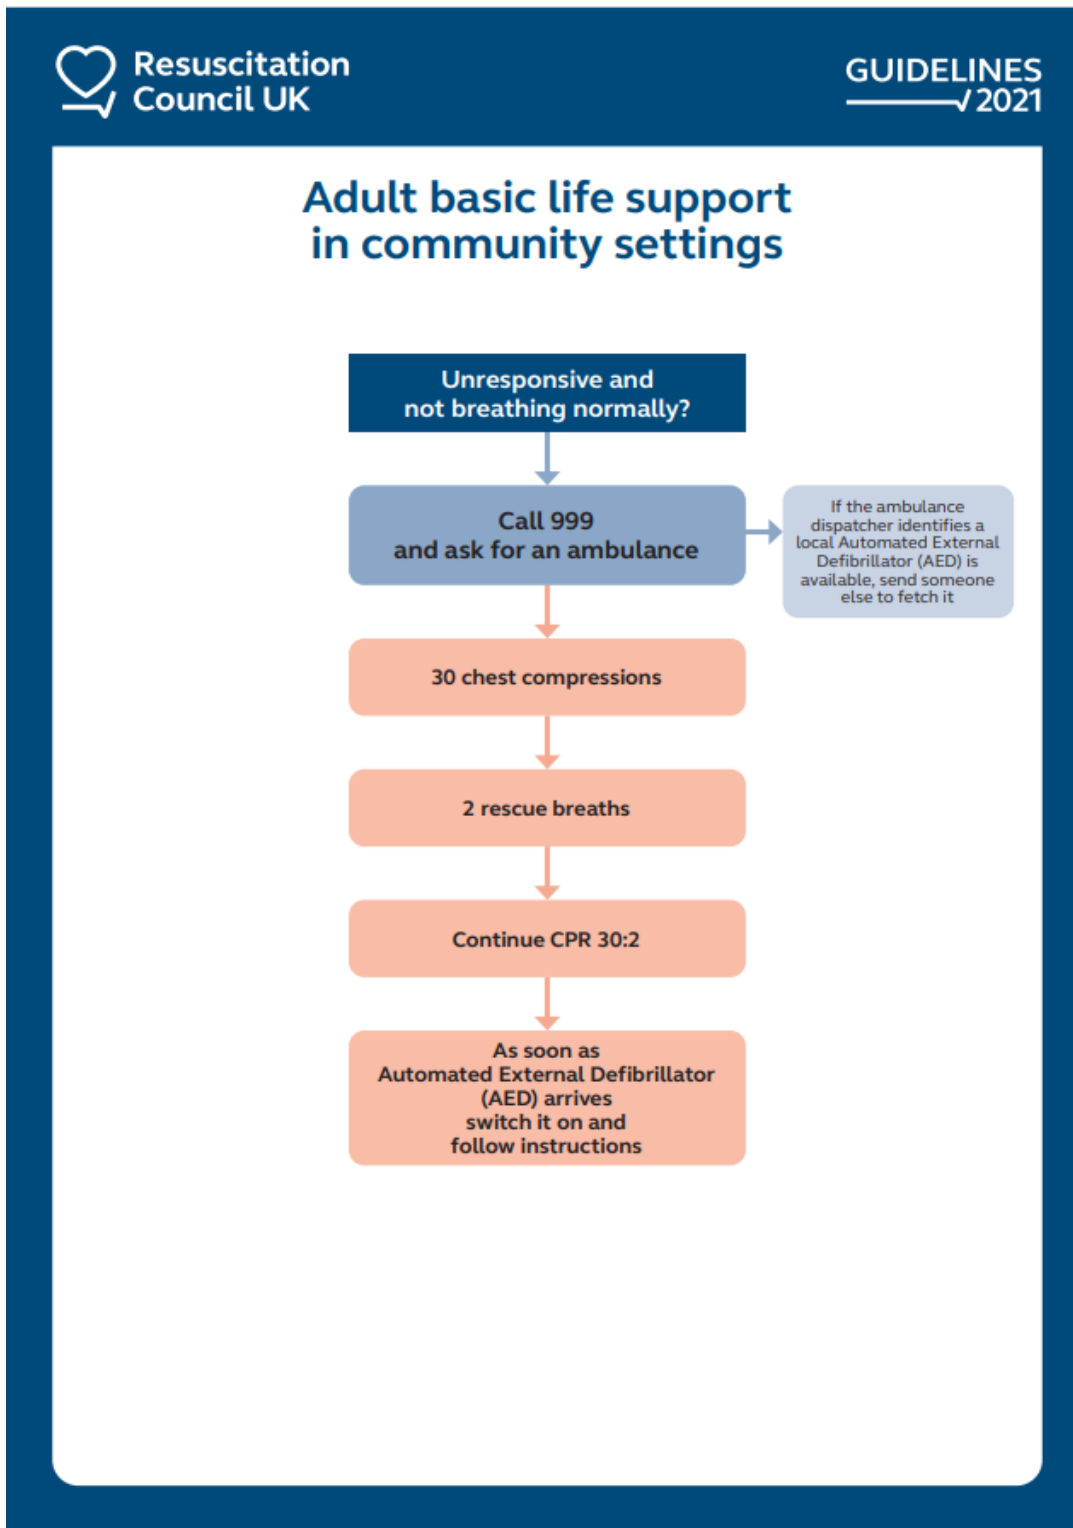 Resuscitation
Council UK
GUIDELINES
2021
Adult basic life support
in community settings
Unresponsive and
not breathing normally?
Call 999
and ask for an ambulance
If the ambulance
dispatcher identifies a
local Automated External
Defibrillator (AED) is
available, send someone
else to fetch it
30 chest compressions
2 rescue breaths
Continue CPR 30:2
As soon as
Automated External Defibrillator
(AED) arrives
switch it on and
follow instructions